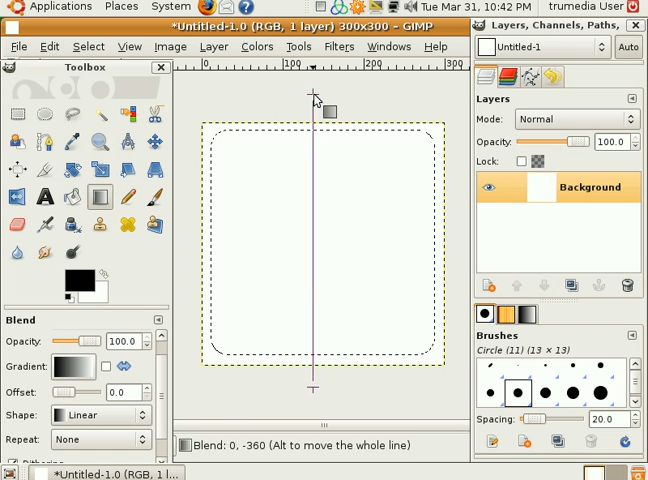 Applications Places System Tue Mar 31, 10:42 PM trumedia User
*Untitled-1.0 (RGB, 1 layer) 300x300 – GIMP
File Edit Select View Image Layer Colors Tools Filters Windows Help
Toolbox
0 100 200 300
Blend
Opacity: 100.0
Gradient:
Offset: 0.0
Shape: Linear
Repeat: None
Dithering
Blend: 0, -360 (Alt to move the whole line)
Layers, Channels, Paths,
Untitled-1 Auto
Layers
Mode: Normal
Opacity: 100.0
Lock:
Background
Brushes
Circle (11) (13 × 13)
Spacing: 20.0
*Untitled-1.0 (RGB, 1 l...